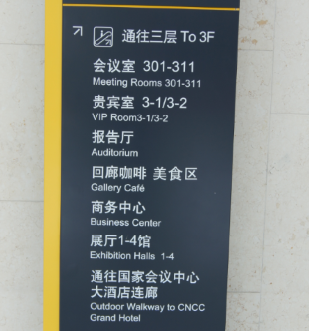 通往三层 To 3F
会议室 301-311
Meeting Rooms 301-311
贵宾室 3-1/3-2
VIP Room3-1/3-2
报告厅
Auditorium
回廊咖啡 美食区
Gallery Café
商务中心
Business Center
展厅1-4馆
Exhibition Halls 1-4
通往国家会议中心
大酒店连廊
Outdoor Walkway to CNCC
Grand Hotel